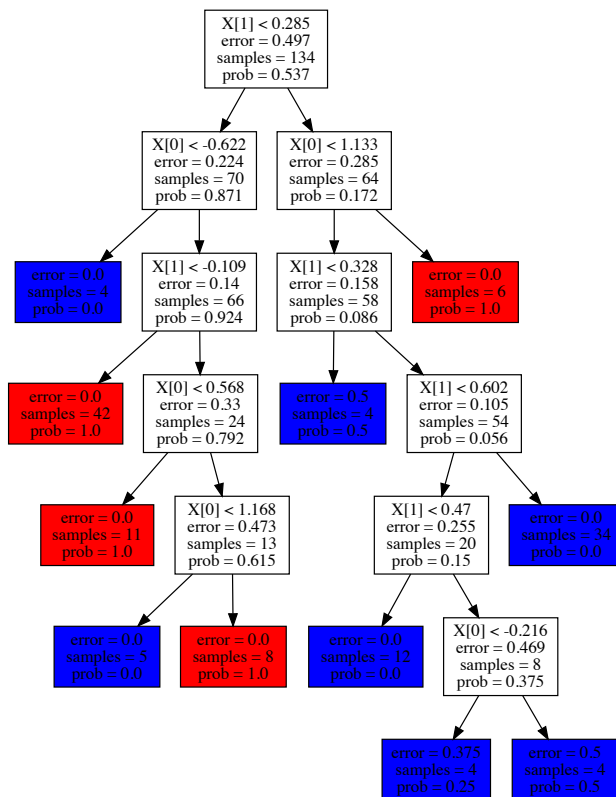 X[1] < 0.285
error = 0.497
samples = 134
prob = 0.537
X[0] < -0.622
error = 0.224
samples = 70
prob = 0.871
X[0] < 1.133
error = 0.285
samples = 64
prob = 0.172
error = 0.0
samples = 4
prob = 0.0
X[1] < -0.109
error = 0.14
samples = 66
prob = 0.924
X[1] < 0.328
error = 0.158
samples = 58
prob = 0.086
error = 0.0
samples = 6
prob = 1.0
error = 0.0
samples = 42
prob = 1.0
X[0] < 0.568
error = 0.33
samples = 24
prob = 0.792
error = 0.5
samples = 4
prob = 0.5
X[1] < 0.602
error = 0.105
samples = 54
prob = 0.056
error = 0.0
samples = 11
prob = 1.0
X[0] < 1.168
error = 0.473
samples = 13
prob = 0.615
X[1] < 0.47
error = 0.255
samples = 20
prob = 0.15
error = 0.0
samples = 34
prob = 0.0
error = 0.0
samples = 5
prob = 0.0
error = 0.0
samples = 8
prob = 1.0
error = 0.0
samples = 12
prob = 0.0
X[0] < -0.216
error = 0.469
samples = 8
prob = 0.375
error = 0.375
samples = 4
prob = 0.25
error = 0.5
samples = 4
prob = 0.5